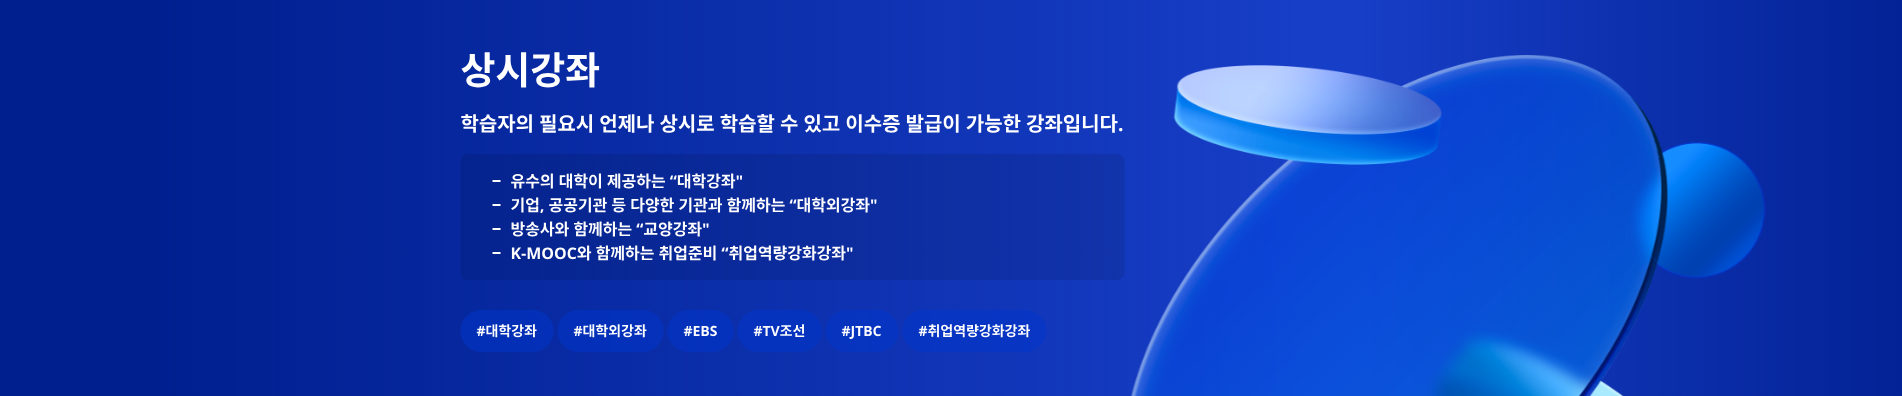 상시강좌
학습자의 필요시 언제나 상시로 학습할 수 있고 이수증 발급이 가능한 강좌입니다.
– 유수의 대학이 제공하는 “대학강좌"
– 기업, 공공기관 등 다양한 기관과 함께하는 “대학외강좌"
– 방송사와 함께하는 “교양강좌"
– K-MOOC와 함께하는 취업준비 “취업역량강화강좌"
#대학강좌 #대학외강좌 #EBS #TV조선 #JTBC #취업역량강화강좌